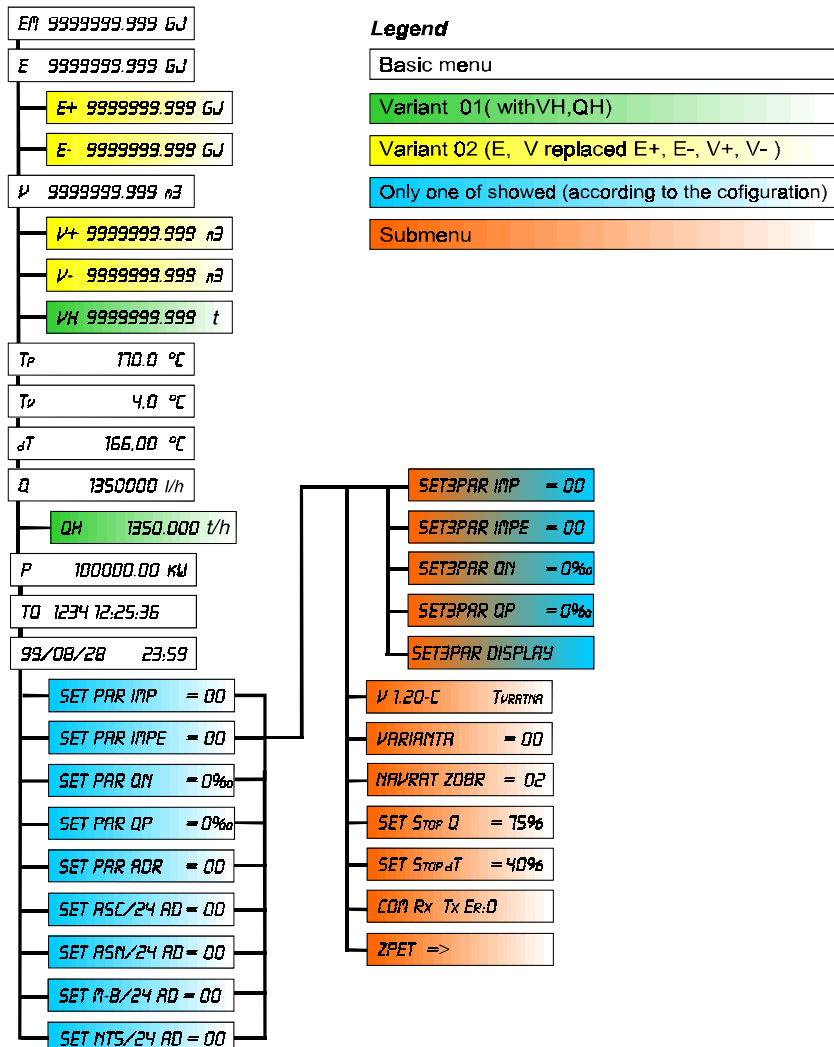 EM 9999999.999 GJ
E 9999999.999 GJ
E+ 9999999.999 GJ
E- 9999999.999 GJ
V 9999999.999 m3
V+ 9999999.999 m3
V- 9999999.999 m3
VH 9999999.999 t
TP 170.0 °C
TV 4,0 °C
dT 166,00 °C
Q 1350000 l/h
QH 1350.000 t/h
P 100000.00 KW
TO 1234 12:25:36
99/08/28 23:59
SET PAR IMP = 00
SET PAR IMPE = 00
SET PAR QN = 0‰
SET PAR QP = 0‰
SET PAR ADR = 00
SET ASC/24 AD = 00
SET ASN/24 AD = 00
SET M-B/24 AD = 00
SET NTS/24 AD = 00
Legend
Basic menu
Variant 01( withVH,QH)
Variant 02 (E, V replaced E+, E-, V+, V- )
Only one of showed (according to the cofiguration)
Submenu
SET3PAR IMP = 00
SET3PAR IMPE = 00
SET3PAR QN = 0‰
SET3PAR QP = 0‰
SET3PAR DISPLAY
V 1.20-C TVRATNA
VARIANTA = 00
NAVRAT ZOBR = 02
SET STOP Q = 75%
SET STOP dT = 40%
COM RX TX ER:0
ZPET =>